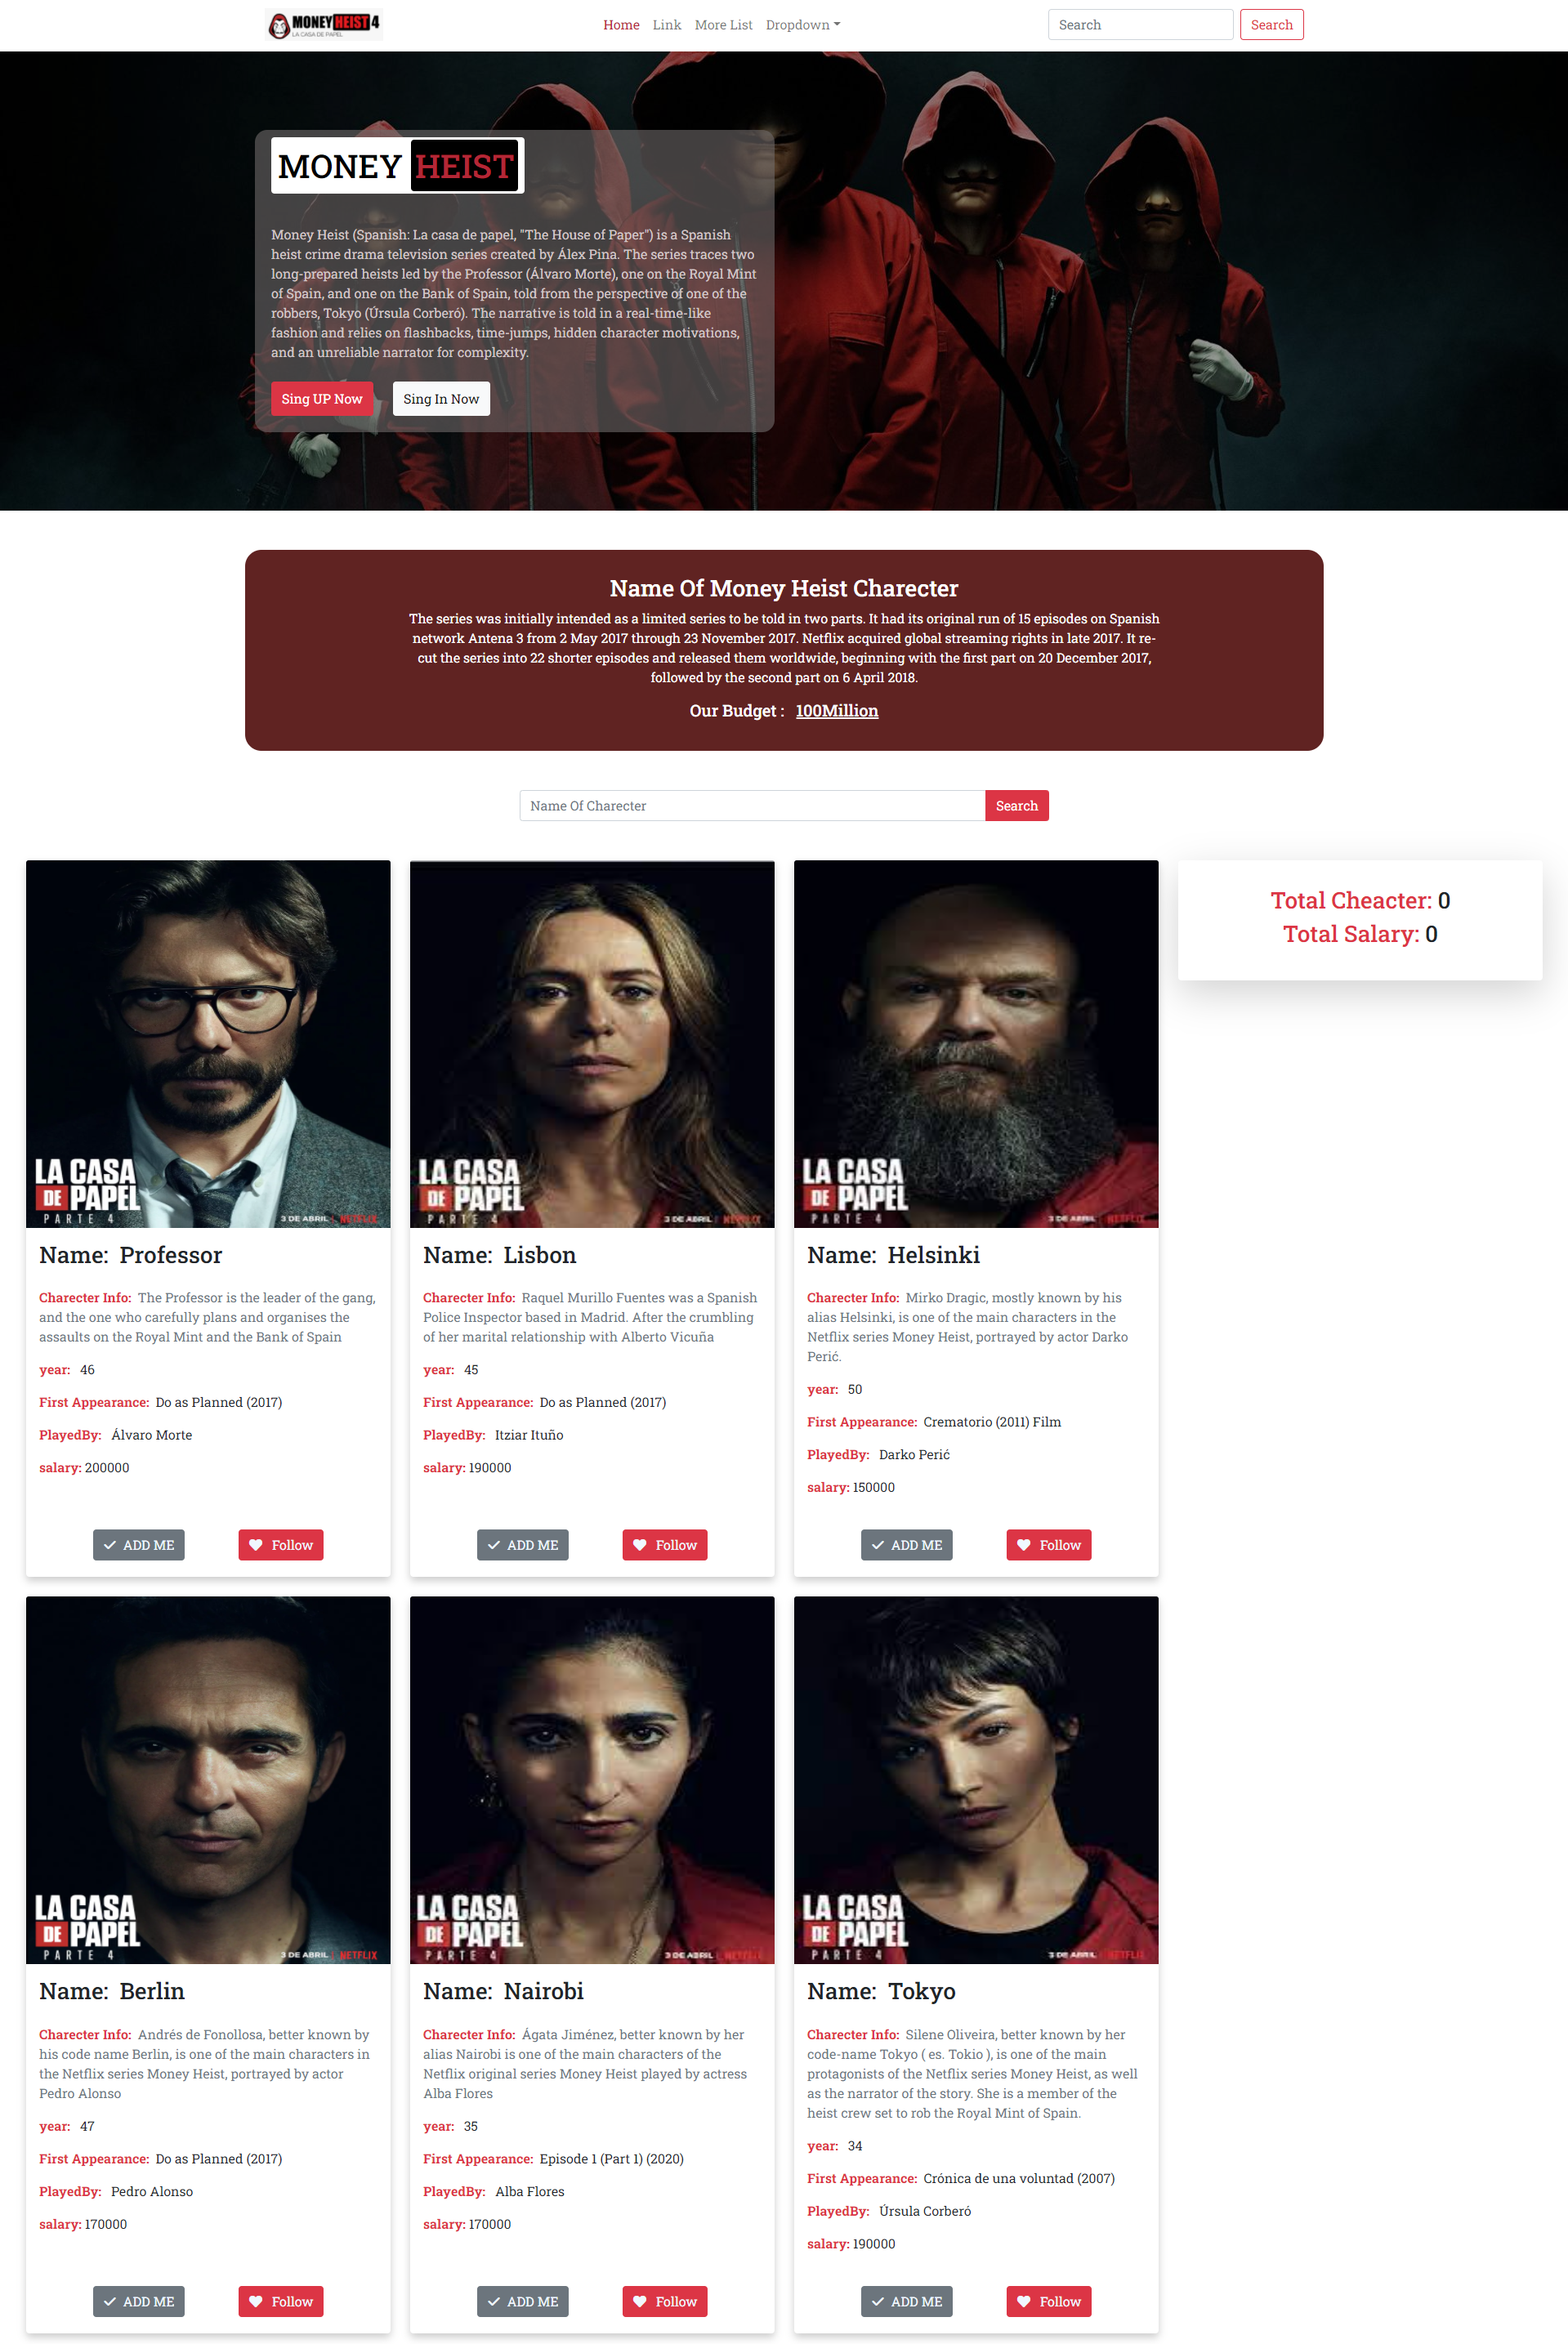 MONEY HEIST 4
LA CASA DE PAPEL
Home Link More List Dropdown
Search Search
MONEY HEIST
Money Heist (Spanish: La casa de papel, "The House of Paper") is a Spanish
heist crime drama television series created by Álex Pina. The series traces two
long-prepared heists led by the Professor (Álvaro Morte), one on the Royal Mint
of Spain, and one on the Bank of Spain, told from the perspective of one of the
robbers, Tokyo (Úrsula Corberó). The narrative is told in a real-time-like
fashion and relies on flashbacks, time-jumps, hidden character motivations,
and an unreliable narrator for complexity.
Sing UP Now Sing In Now
Name Of Money Heist Charecter
The series was initially intended as a limited series to be told in two parts. It had its original run of 15 episodes on Spanish
network Antena 3 from 2 May 2017 through 23 November 2017. Netflix acquired global streaming rights in late 2017. It re-
cut the series into 22 shorter episodes and released them worldwide, beginning with the first part on 20 December 2017,
followed by the second part on 6 April 2018.
Our Budget : 100Million
Name Of Charecter Search
LA CASA
DE PAPEL
PARTE 4
3 DE ABRIL | NETFLIX
Name: Professor
Charecter Info: The Professor is the leader of the gang,
and the one who carefully plans and organises the
assaults on the Royal Mint and the Bank of Spain
year: 46
First Appearance: Do as Planned (2017)
PlayedBy: Álvaro Morte
salary: 200000
ADD ME Follow
LA CASA
DE PAPEL
PARTE 4
3 DE ABRIL | NETFLIX
Name: Lisbon
Charecter Info: Raquel Murillo Fuentes was a Spanish
Police Inspector based in Madrid. After the crumbling
of her marital relationship with Alberto Vicuña
year: 45
First Appearance: Do as Planned (2017)
PlayedBy: Itziar Ituño
salary: 190000
ADD ME Follow
LA CASA
DE PAPEL
PARTE 4
3 DE ABRIL | NETFLIX
Name: Helsinki
Charecter Info: Mirko Dragic, mostly known by his
alias Helsinki, is one of the main characters in the
Netflix series Money Heist, portrayed by actor Darko
Perić.
year: 50
First Appearance: Crematorio (2011) Film
PlayedBy: Darko Perić
salary: 150000
ADD ME Follow
Total Cheacter: 0
Total Salary: 0
LA CASA
DE PAPEL
PARTE 4
3 DE ABRIL | NETFLIX
Name: Berlin
Charecter Info: Andrés de Fonollosa, better known by
his code name Berlin, is one of the main characters in
the Netflix series Money Heist, portrayed by actor
Pedro Alonso
year: 47
First Appearance: Do as Planned (2017)
PlayedBy: Pedro Alonso
salary: 170000
ADD ME Follow
LA CASA
DE PAPEL
PARTE 4
3 DE ABRIL | NETFLIX
Name: Nairobi
Charecter Info: Ágata Jiménez, better known by her
alias Nairobi is one of the main characters of the
Netflix original series Money Heist played by actress
Alba Flores
year: 35
First Appearance: Episode 1 (Part 1) (2020)
PlayedBy: Alba Flores
salary: 170000
ADD ME Follow
LA CASA
DE PAPEL
PARTE 4
3 DE ABRIL | NETFLIX
Name: Tokyo
Charecter Info: Silene Oliveira, better known by her
code-name Tokyo ( es. Tokio ), is one of the main
protagonists of the Netflix series Money Heist, as well
as the narrator of the story. She is a member of the
heist crew set to rob the Royal Mint of Spain.
year: 34
First Appearance: Crónica de una voluntad (2007)
PlayedBy: Úrsula Corberó
salary: 190000
ADD ME Follow